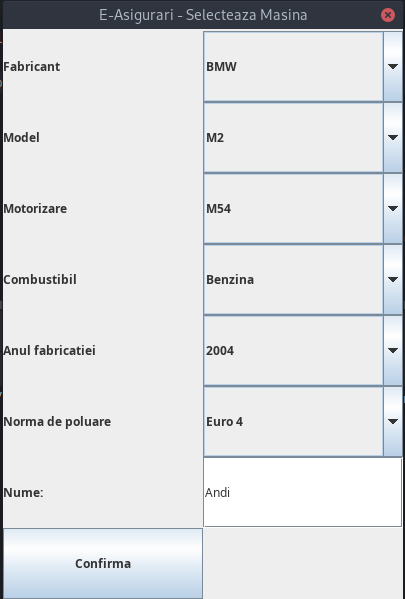 E-Asigurari - Selecteaza Masina
Fabricant BMW
Model M2
Motorizare M54
Combustibil Benzina
Anul fabricatiei 2004
Norma de poluare Euro 4
Nume: Andi
Confirma